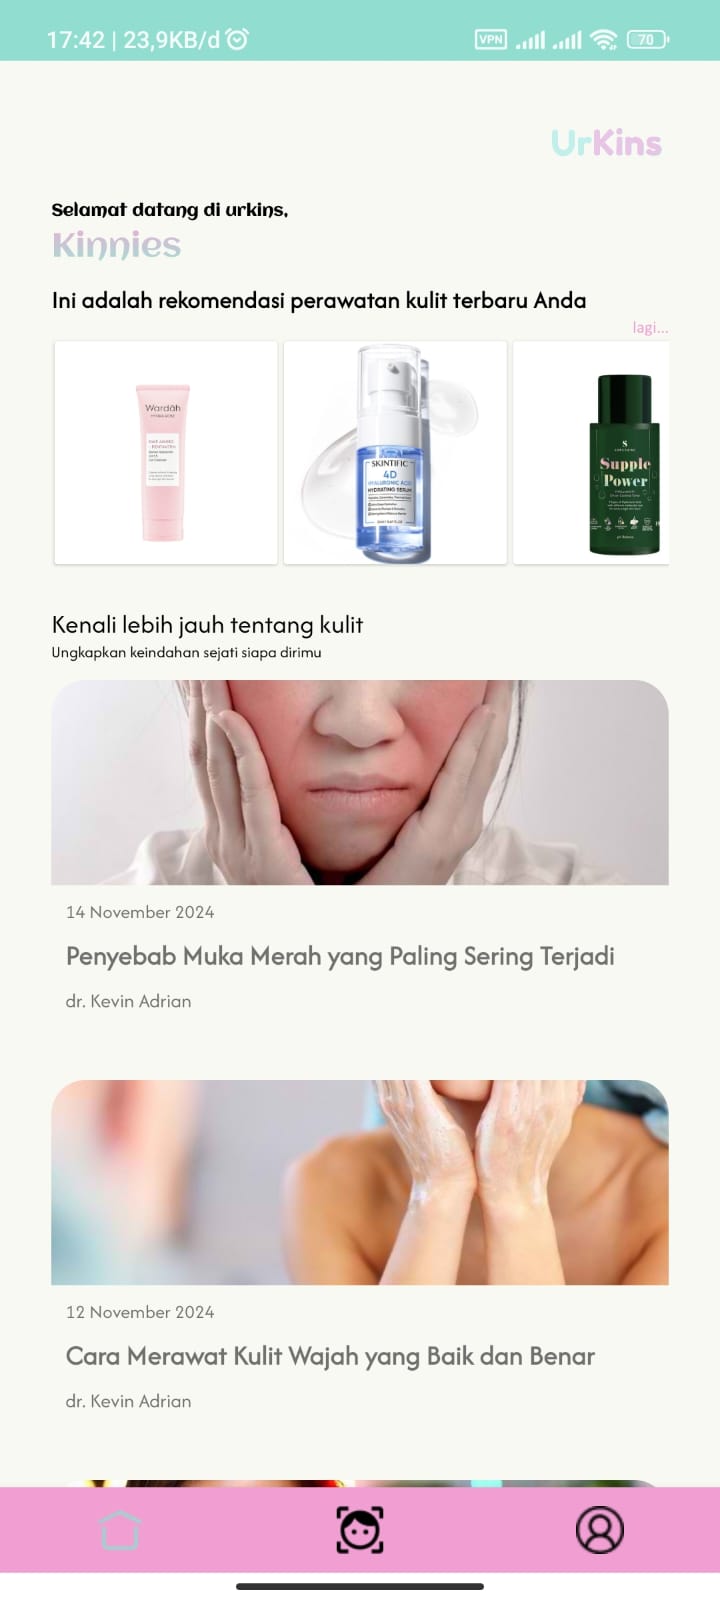 17:42 | 23,9KB/d
VPN
70
UrKins
Selamat datang di urkins,
Kinnies
Ini adalah rekomendasi perawatan kulit terbaru Anda
lagi...
Wardah
SKINTIFIC
4D
HYALURONIC ACID
HYDRATING SERUM
S
Supple
Power
Kenali lebih jauh tentang kulit
Ungkapkan keindahan sejati siapa dirimu
14 November 2024
Penyebab Muka Merah yang Paling Sering Terjadi
dr. Kevin Adrian
12 November 2024
Cara Merawat Kulit Wajah yang Baik dan Benar
dr. Kevin Adrian